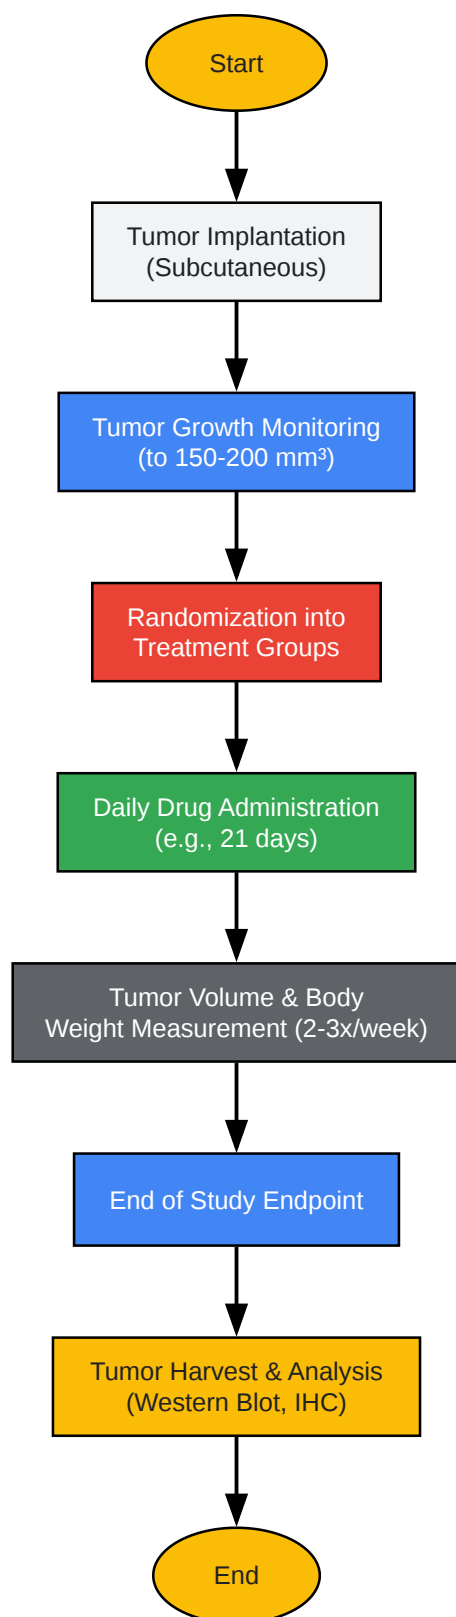 Start
Tumor Implantation
(Subcutaneous)
Tumor Growth Monitoring
(to 150-200 mm³)
Randomization into
Treatment Groups
Daily Drug Administration
(e.g., 21 days)
Tumor Volume & Body
Weight Measurement (2-3x/week)
End of Study Endpoint
Tumor Harvest & Analysis
(Western Blot, IHC)
End